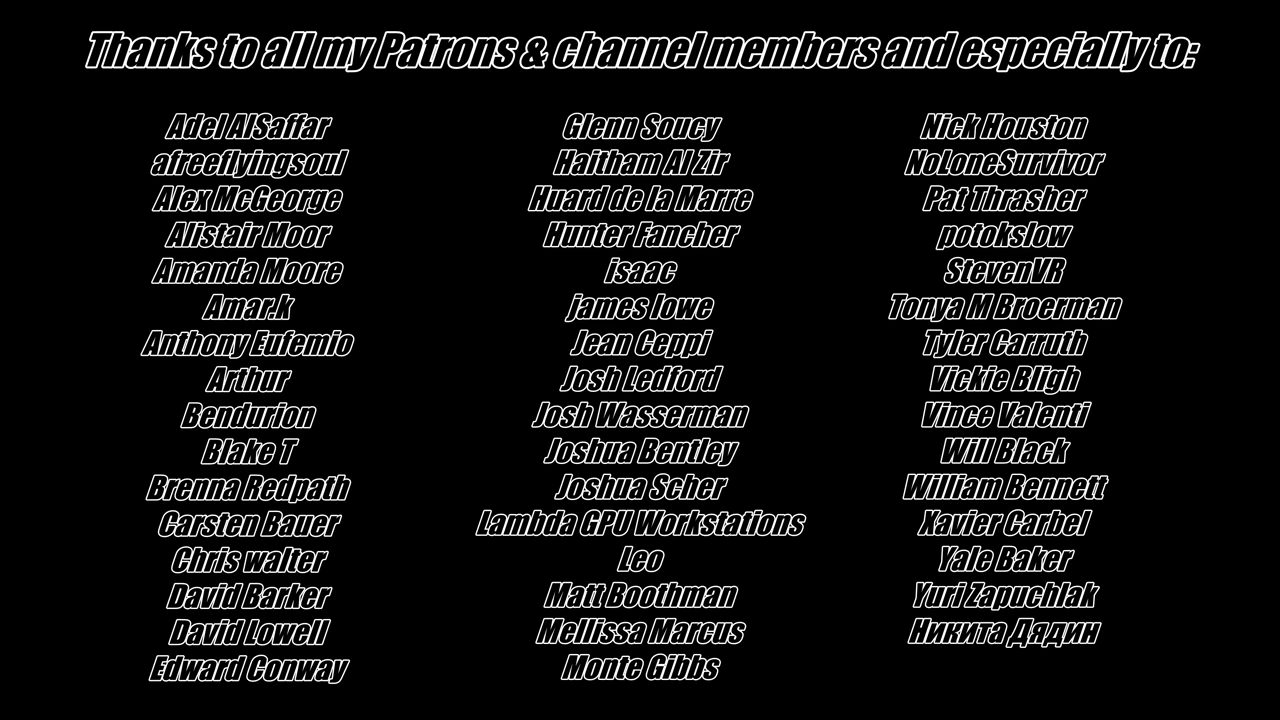 Thanks to all my Patrons & channel members and especially to:
Adel AlSaffar
afreeflyingsoul
Alex McGeorge
Alistair Moor
Amanda Moore
Amar.k
Anthony Eufemio
Arthur
Bendurion
Blake T
Brenna Redpath
Carsten Bauer
Chris walter
David Barker
David Lowell
Edward Conway
Glenn Soucy
Haitham Al Zir
Huard de la Marre
Hunter Fancher
isaac
james lowe
Jean Ceppi
Josh Ledford
Josh Wasserman
Joshua Bentley
Joshua Scher
Lambda GPU Workstations
Leo
Matt Boothman
Mellissa Marcus
Monte Gibbs
Nick Houston
NoLoneSurvivor
Pat Thrasher
potokslow
StevenVR
Tonya M Broerman
Tyler Carruth
Vickie Bligh
Vince Valenti
Will Black
William Bennett
Xavier Carbel
Yale Baker
Yuri Zapuchlak
Никита Дядин